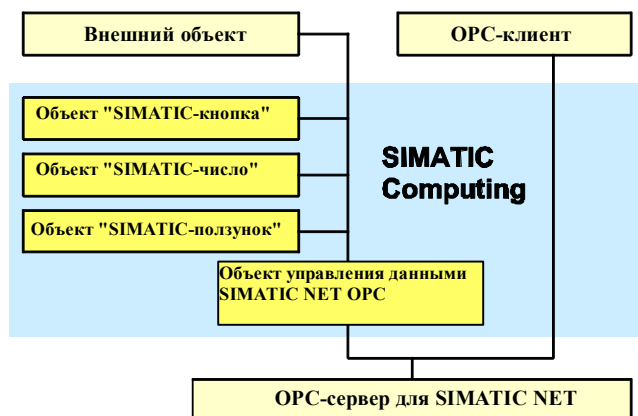 Внешний объект
OPC-клиент
Объект "SIMATIC-кнопка"
Объект "SIMATIC-число"
Объект "SIMATIC-ползунок"
SIMATIC
Computing
Объект управления данными
SIMATIC NET OPC
OPC-сервер для SIMATIC NET